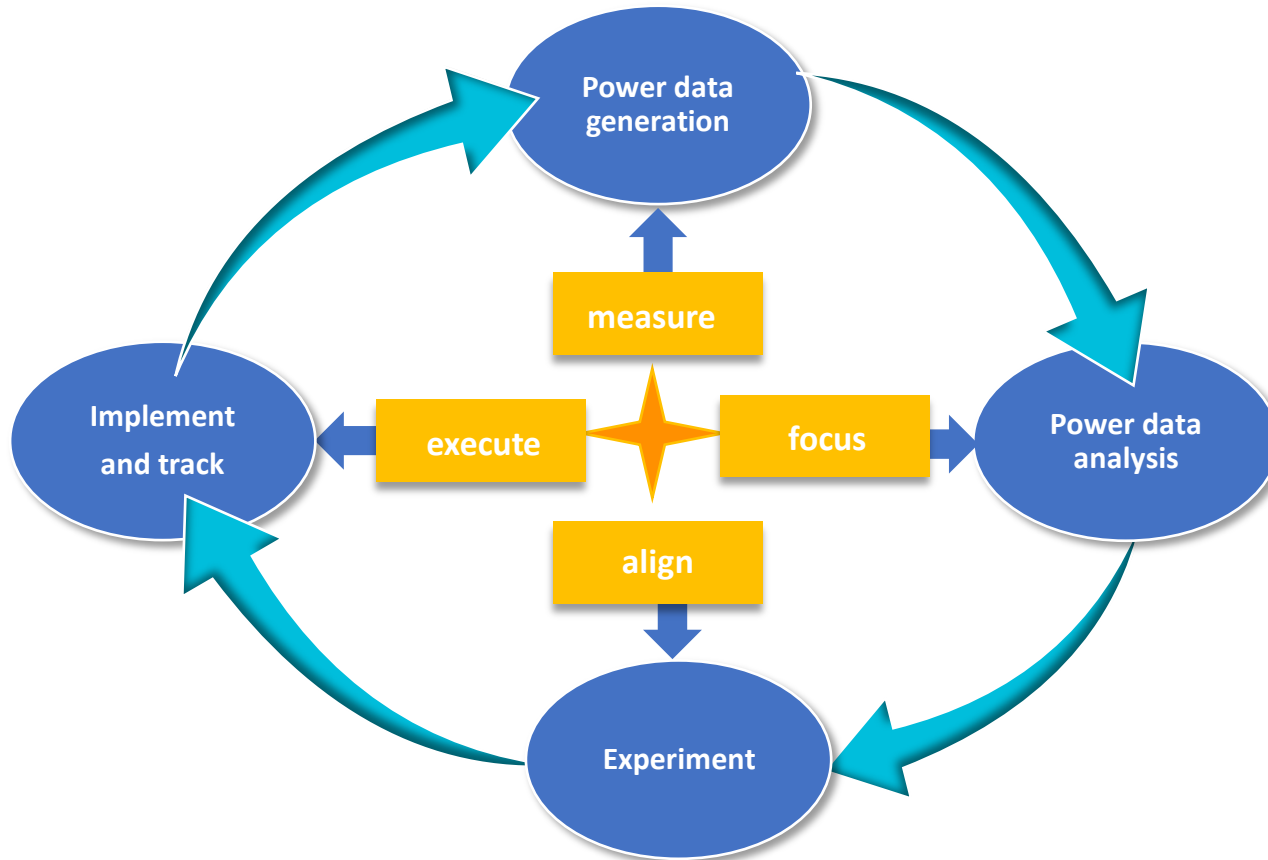 Power data
generation
measure
Implement
and track
execute
focus
Power data
analysis
align
Experiment